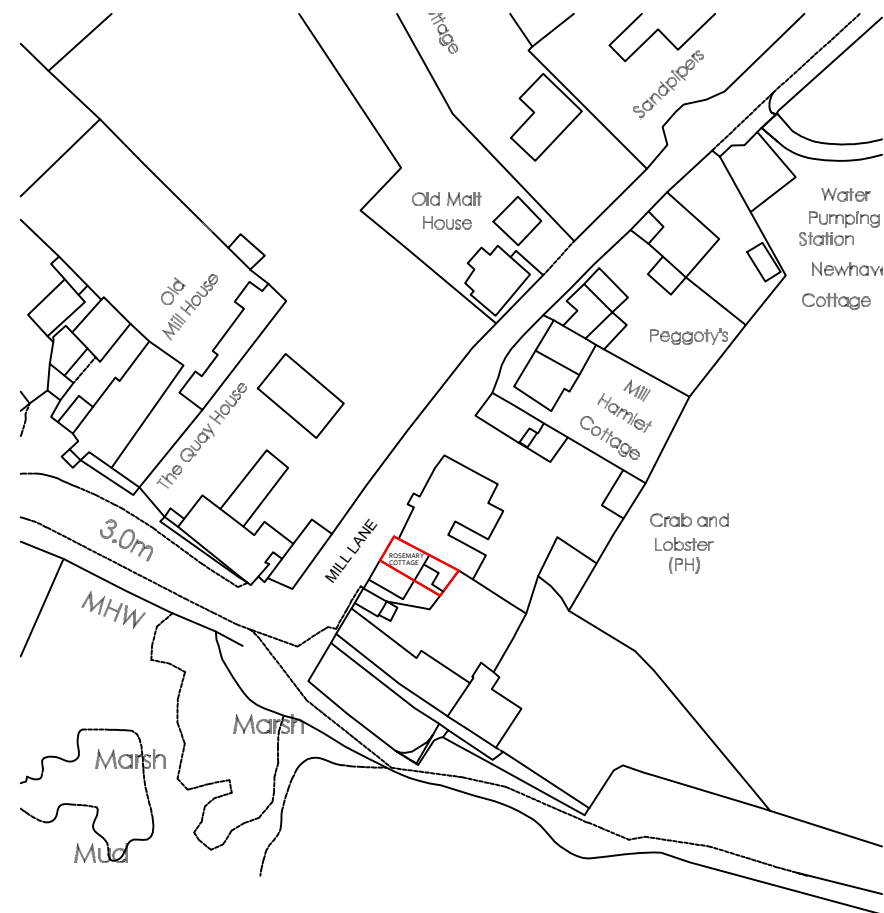 ottage
Sandpipers
Old Malt
House
Water
Pumping
Station
Newhave
Cottage
Old
Mill House
Peggoty's
Mill
Hamlet
Cottage
The Quay House
Crab and
Lobster
(PH)
3.0m
MILL LANE
ROSEMARY
COTTAGE
MHW
Marsh
Marsh
Mud